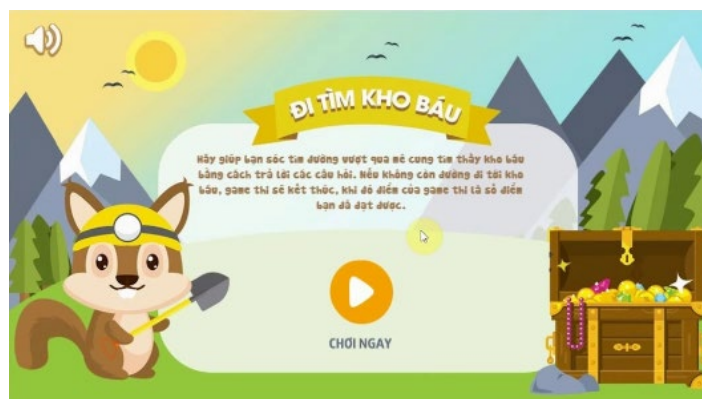 ĐI TÌM KHO BÁU
Hãy giúp bạn sóc tìm đường vượt qua mê cung tìm thấy kho báu
bằng cách trả lời các câu hỏi. Nếu không còn đường đi tới kho
báu, game thì sẽ kết thúc, khi đó điểm của game thì là số điểm
bạn đã đạt được.
CHƠI NGAY